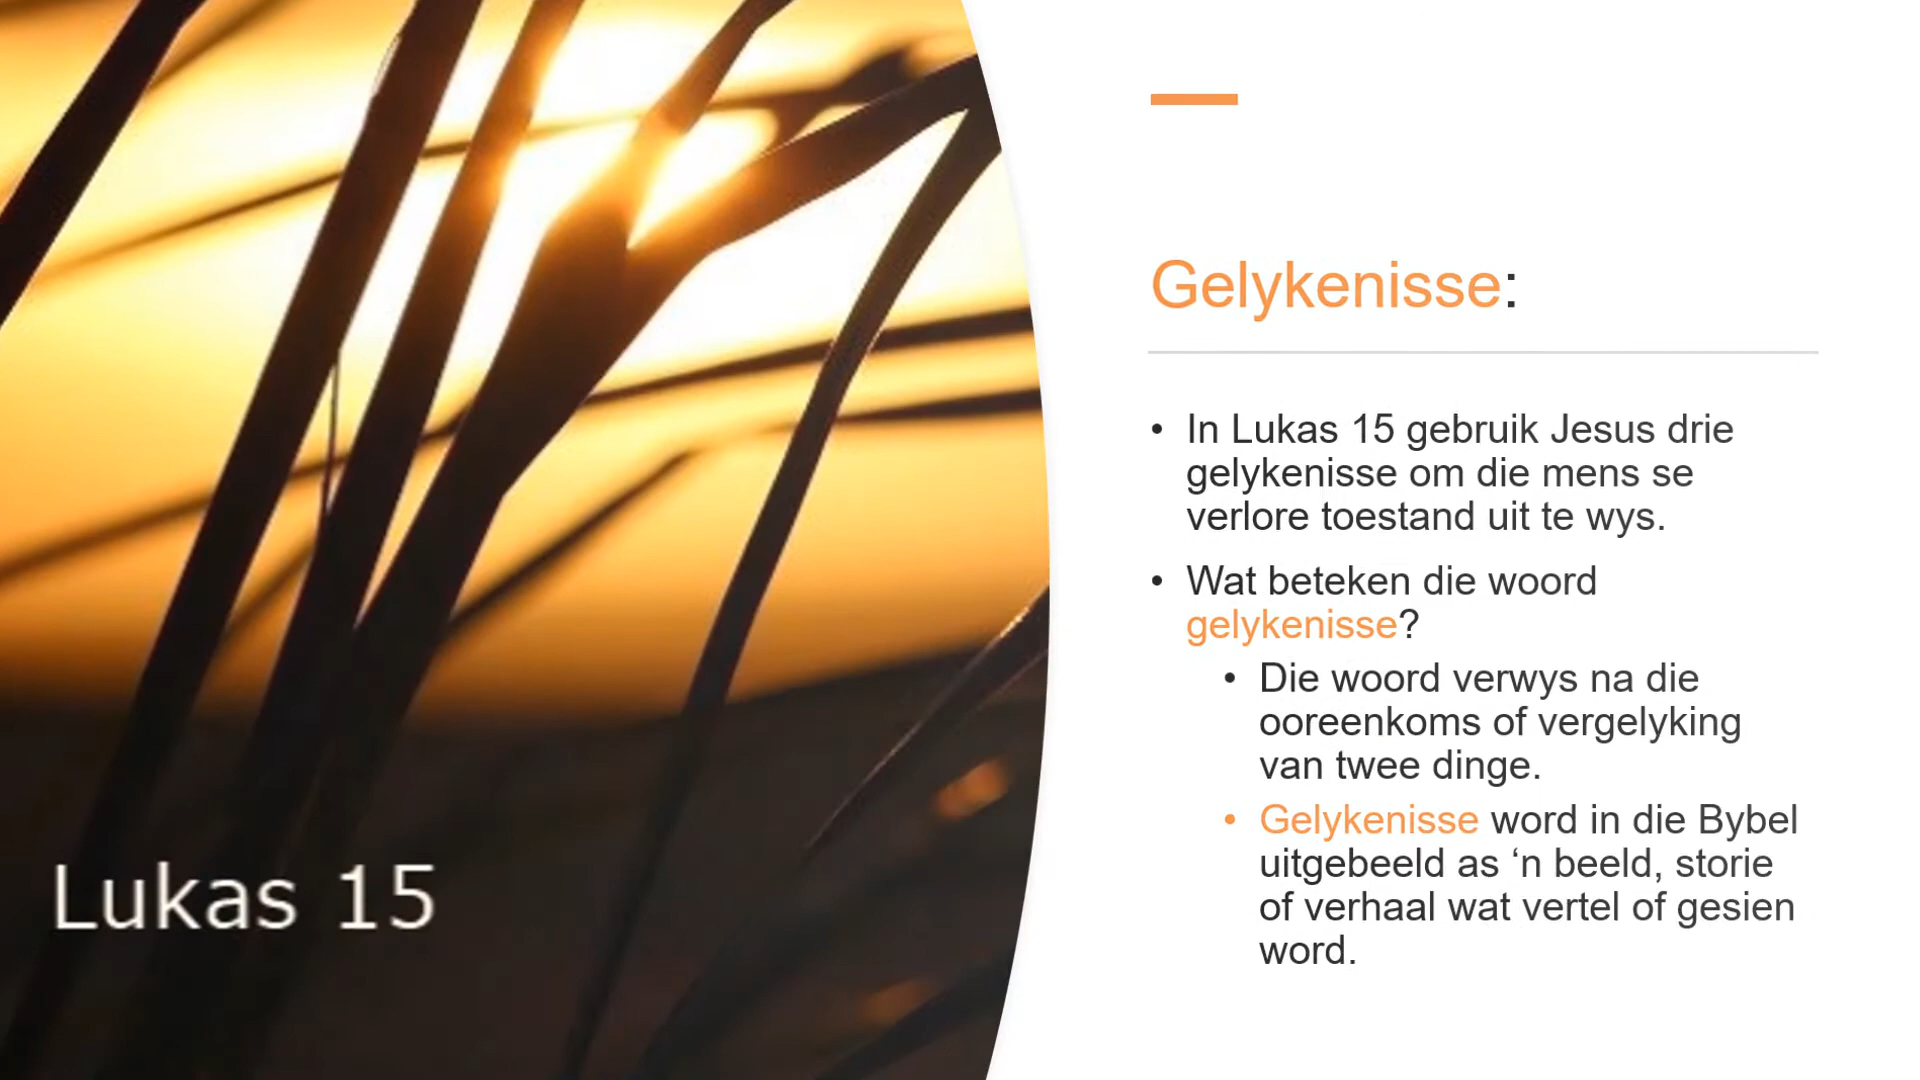 Lukas 15
Gelykenisse:
• In Lukas 15 gebruik Jesus drie
gelykenisse om die mens se
verlore toestand uit te wys.
• Wat beteken die woord
gelykenisse?
• Die woord verwys na die
ooreenkoms of vergelyking
van twee dinge.
• Gelykenisse word in die Bybel
uitgebeeld as ‘n beeld, storie
of verhaal wat vertel of gesien
word.